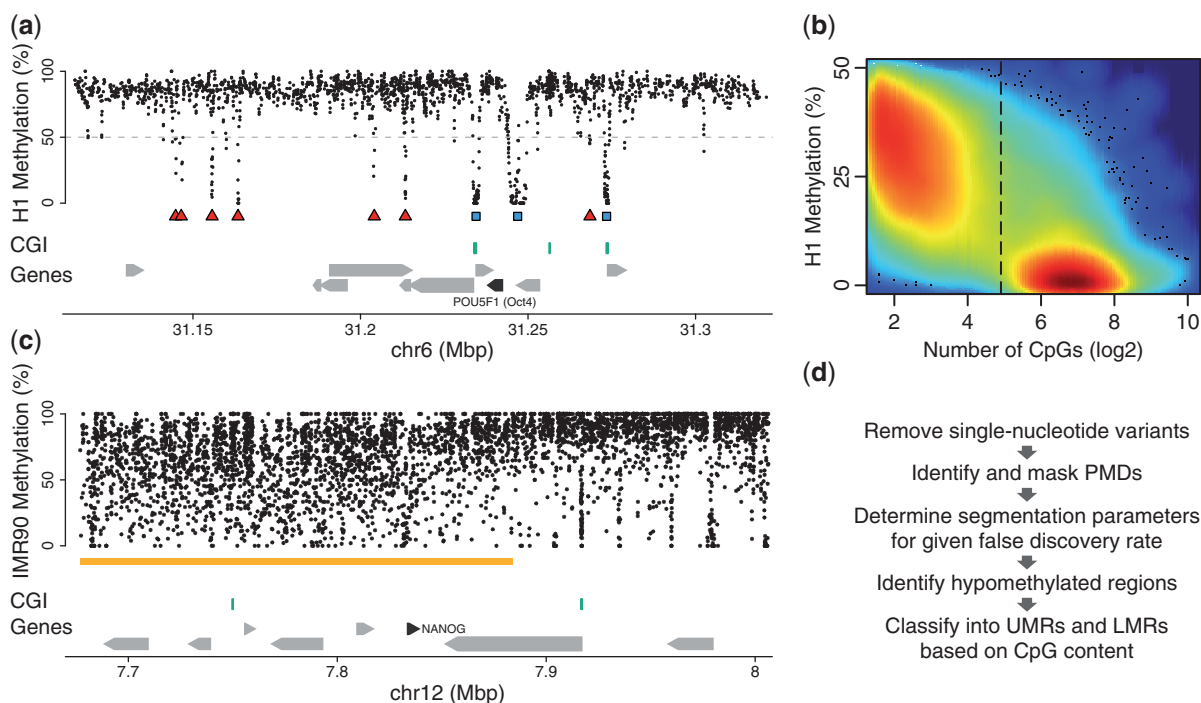 (a)
H1 Methylation (%)
100
50
0
CGI
Genes
POU5F1 (Oct4)
31.15
31.2
31.25
31.3
chr6 (Mbp)
(b)
H1 Methylation (%)
50
25
0
2
4
6
8
10
Number of CpGs (log2)
(c)
IMR90 Methylation (%)
100
50
0
CGI
Genes
NANOG
7.7
7.8
7.9
8
chr12 (Mbp)
(d)
Remove single-nucleotide variants
Identify and mask PMDs
Determine segmentation parameters
for given false discovery rate
Identify hypomethylated regions
Classify into UMRs and LMRs
based on CpG content